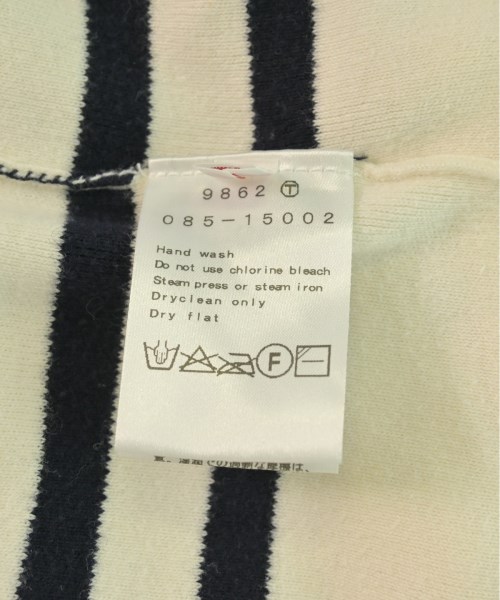 9862 Ⓣ
085-15002
Hand wash
Do not use chlorine bleach
Steam press or steam iron
Dryclean only
Dry flat
F